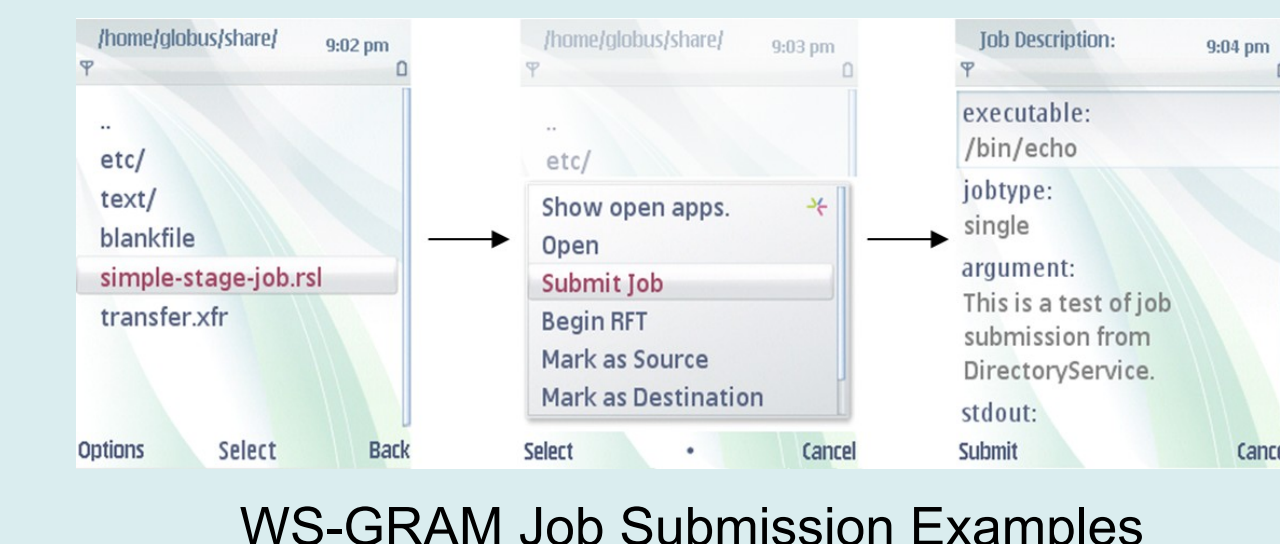 /home/globus/share/
9:02 pm
..
etc/
text/
blankfile
simple-stage-job.rsl
transfer.xfr
Options Select Back
/home/globus/share/
9:03 pm
..
etc/
Show open apps.
Open
Submit Job
Begin RFT
Mark as Source
Mark as Destination
Select Cancel
Job Description:
9:04 pm
executable:
/bin/echo
jobtype:
single
argument:
This is a test of job
submission from
DirectoryService.
stdout:
Submit
WS-GRAM Job Submission Examples